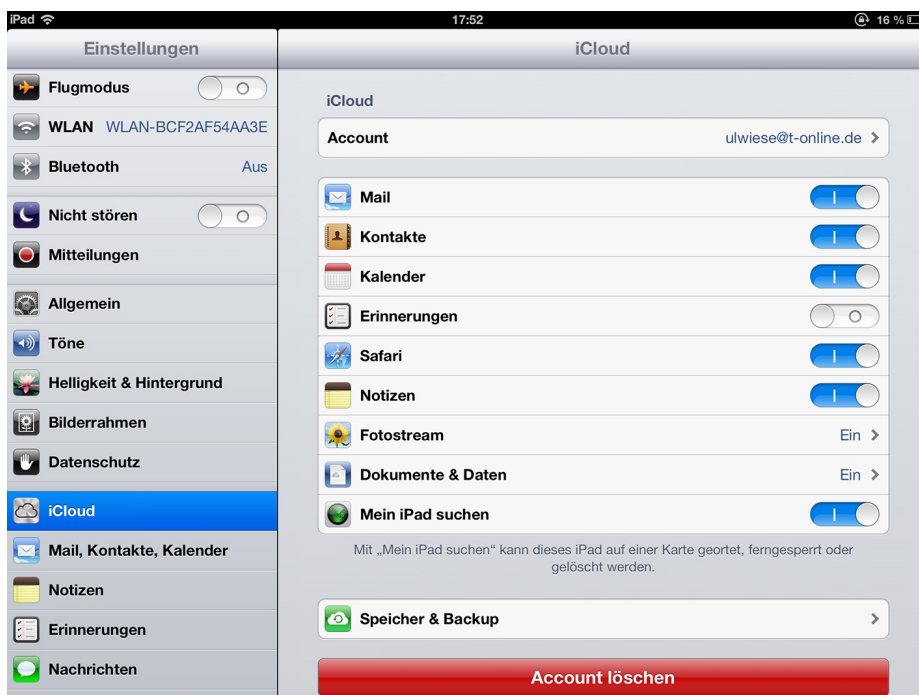 iPad 17:52 16 %
Einstellungen
Flugmodus
WLAN WLAN-BCF2AF54AA3E
Bluetooth Aus
Nicht stören
Mitteilungen
Allgemein
Töne
Helligkeit & Hintergrund
Bilderrahmen
Datenschutz
iCloud
Mail, Kontakte, Kalender
Notizen
Erinnerungen
Nachrichten
iCloud
iCloud
Account ulwiese@t-online.de
Mail
Kontakte
Kalender
Erinnerungen
Safari
Notizen
Fotostream Ein
Dokumente & Daten Ein
Mein iPad suchen
Mit „Mein iPad suchen“ kann dieses iPad auf einer Karte geortet, ferngesperrt oder
gelöscht werden.
Speicher & Backup
Account löschen